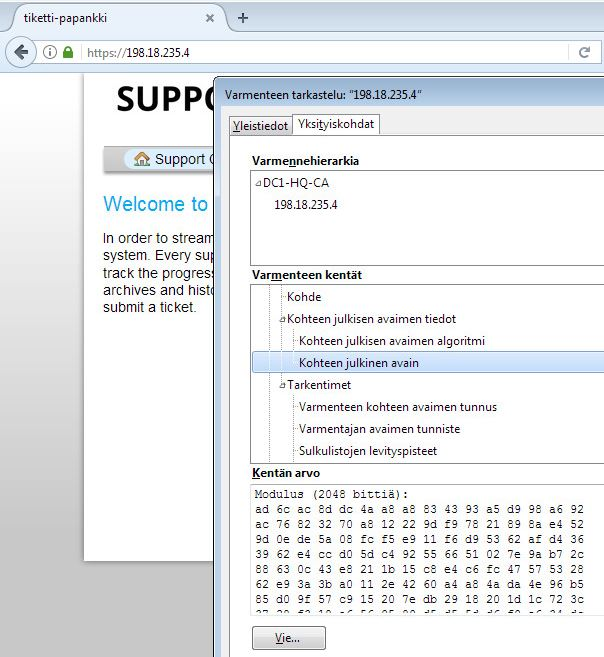 tiketti-papankki
https://198.18.235.4
SUPPO
Varmenteen tarkastelu: "198.18.235.4"
Yleistiedot Yksityiskohdat
Support C
Welcome to
In order to stream
system. Every sup
track the progress
archives and histo
submit a ticket.
Varmennehierarkia
DC1-HQ-CA
198.18.235.4
Varmenteen kentät
Kohde
Kohteen julkisen avaimen tiedot
Kohteen julkisen avaimen algoritmi
Kohteen julkinen avain
Tarkentimet
Varmenteen kohteen avaimen tunnus
Varmentajan avaimen tunniste
Sulkulistojen levityspisteet
Kentän arvo
Modulus (2048 bittiä):
ad 6c ac 8d dc 4a a8 a8 83 43 93 a5 d9 98 a6 92
ac 76 82 32 70 a8 12 22 9d f9 78 21 89 8a e4 52
9d 0e de 5a 08 fc f5 e9 11 f6 d9 53 62 af d4 36
39 62 e4 cc d0 5d c4 92 55 66 51 02 7e 9a b7 2c
88 63 0c 43 e8 21 1b 15 c8 e4 c6 fc 47 57 53 28
62 e9 3a 3b a0 11 2e 42 60 a4 a8 4a da 4e 96 b5
85 d0 9f 57 c9 15 20 7e db 29 18 20 1d 1c 72 3c
Vie...